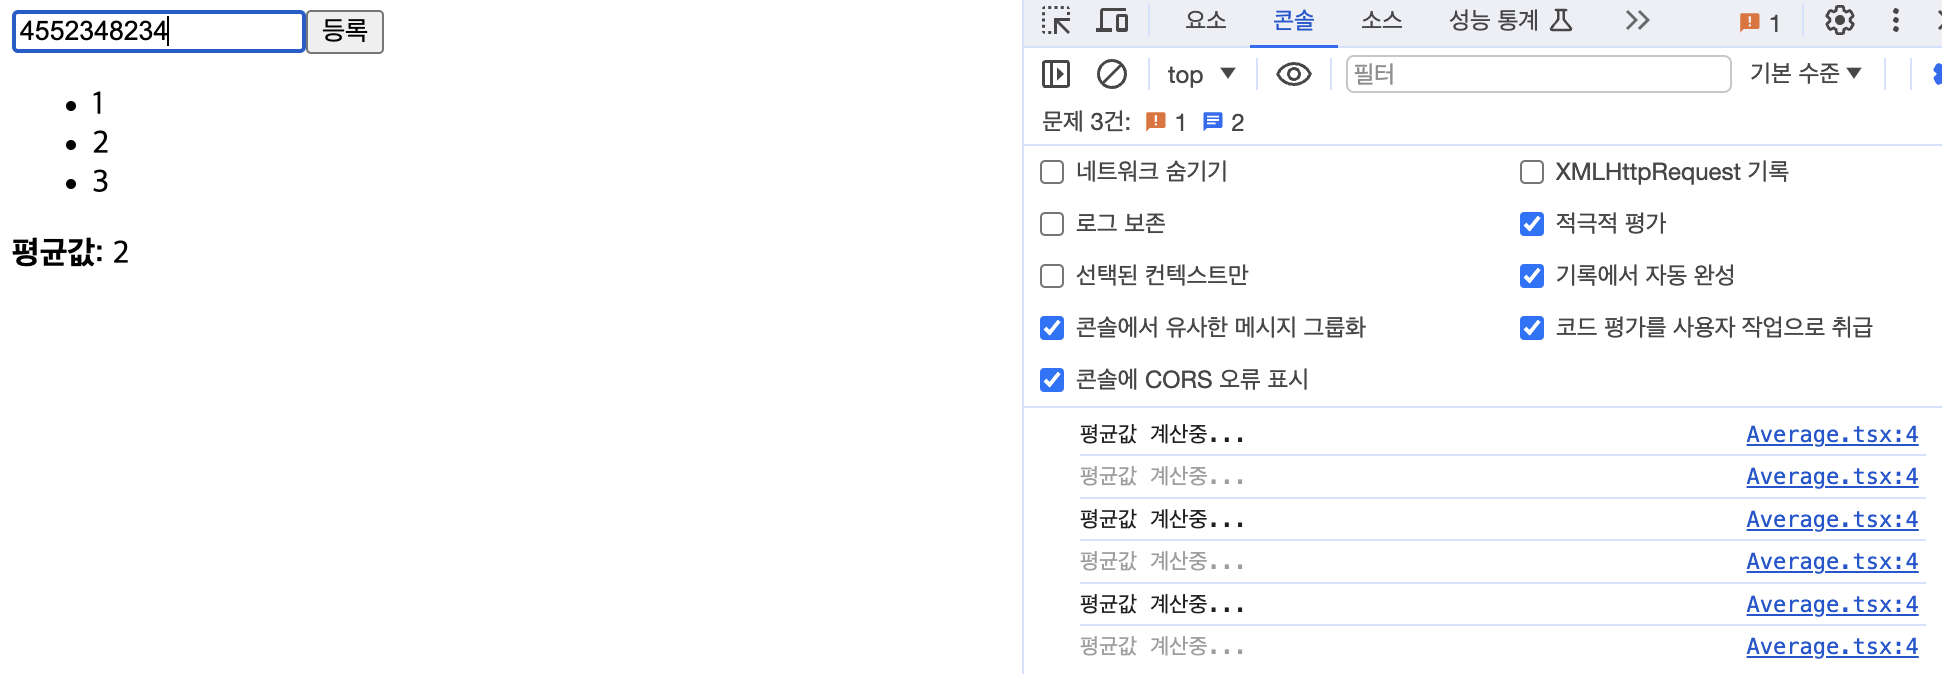 4552348234 등록
1
2
3
평균값: 2
요소 콘솔 소스 성능 통계 1
top 필터 기본 수준
문제 3건: 1 2
네트워크 숨기기 XMLHttpRequest 기록
로그 보존 적극적 평가
선택된 컨텍스트만 기록에서 자동 완성
콘솔에서 유사한 메시지 그룹화 코드 평가를 사용자 작업으로 취급
콘솔에 CORS 오류 표시
평균값 계산중... Average.tsx:4
평균값 계산중... Average.tsx:4
평균값 계산중... Average.tsx:4
평균값 계산중... Average.tsx:4
평균값 계산중... Average.tsx:4
평균값 계산중... Average.tsx:4